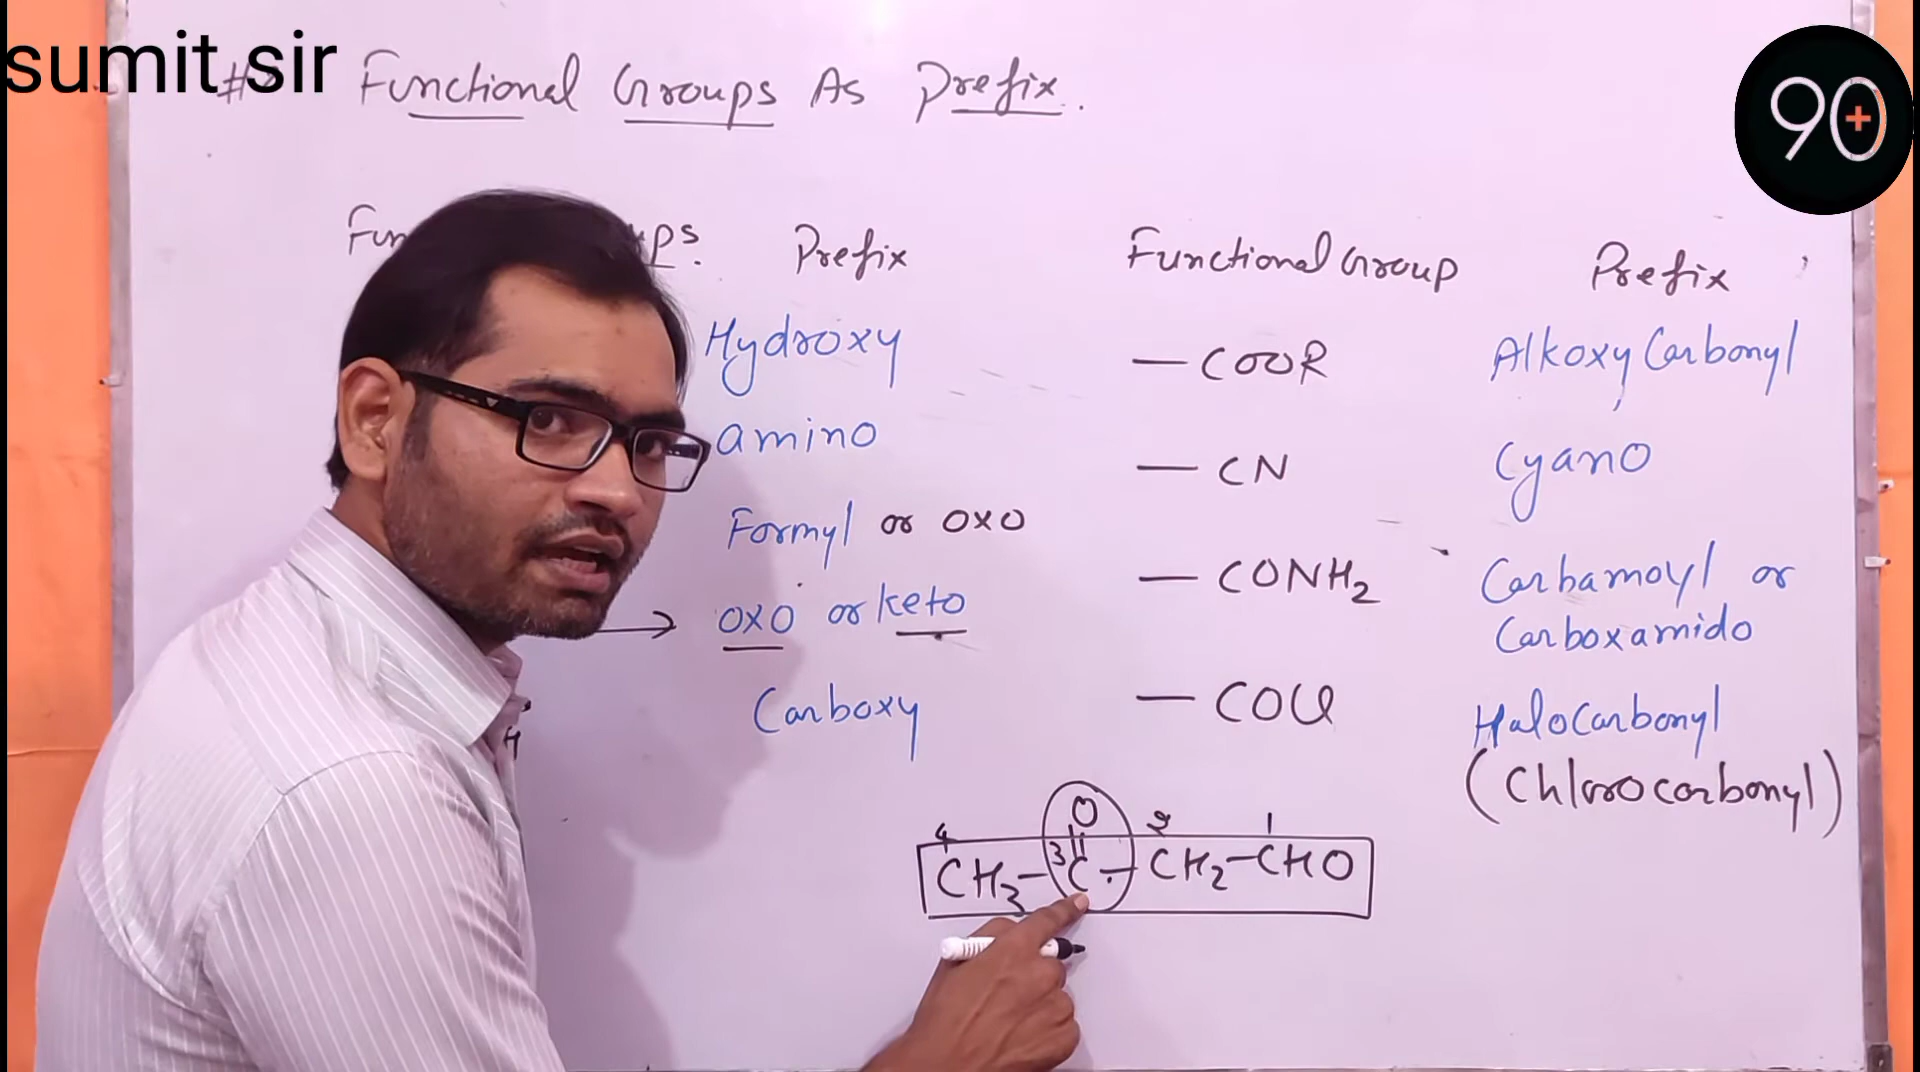 sumit sir
90+
# Functional Groups As Prefix.
Prefix
Hydroxy
amino
Formyl or oxo
→ oxo or keto
Carboxy
Functional Group Prefix
— COOR Alkoxy Carbonyl
— CN Cyano
— CONH₂ Carbamoyl or
Carboxamido
— COCl HaloCarbonyl
(Chlorocarbonyl)
O
4 3 2 1
CH₃—C—CH₂—CHO